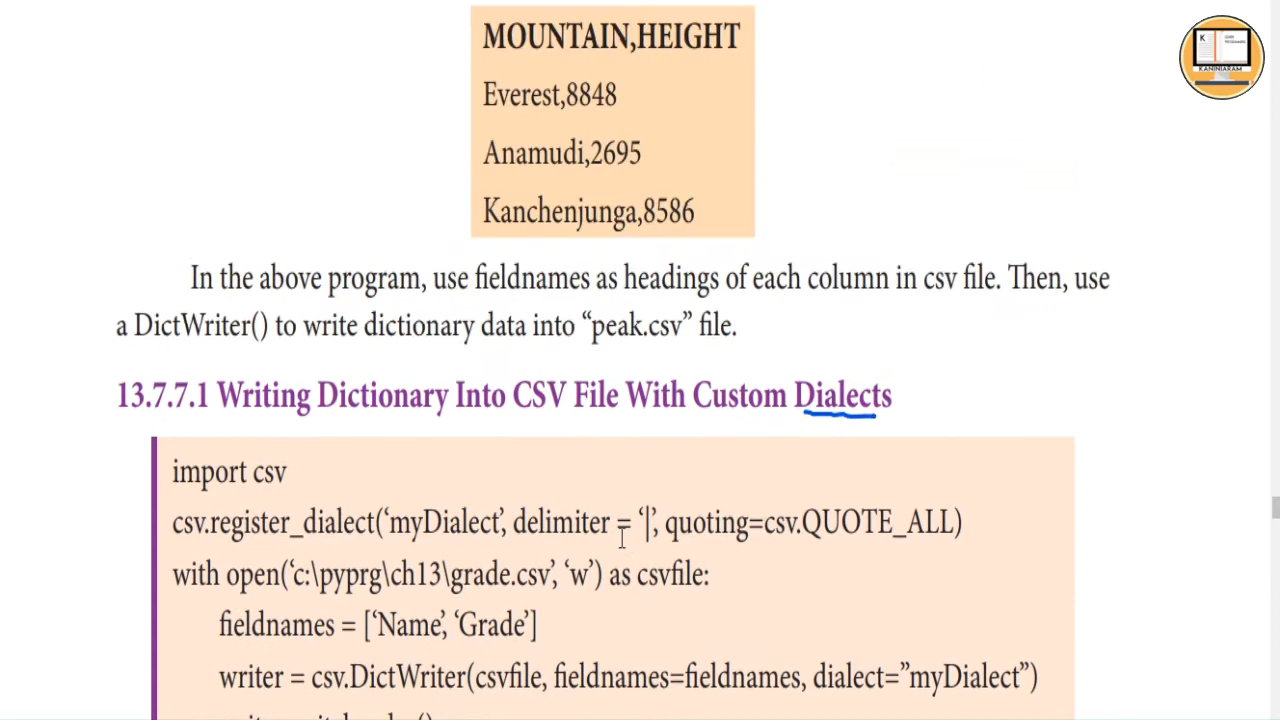 MOUNTAIN,HEIGHT
Everest,8848
Anamudi,2695
Kanchenjunga,8586
K
KANINIARAM
In the above program, use fieldnames as headings of each column in csv file. Then, use
a DictWriter() to write dictionary data into “peak.csv” file.
13.7.7.1 Writing Dictionary Into CSV File With Custom Dialects
import csv
csv.register_dialect(‘myDialect’, delimiter = ‘|’, quoting=csv.QUOTE_ALL)
with open(‘c:\pyprg\ch13\grade.csv’, ‘w’) as csvfile:
fieldnames = [‘Name’, ‘Grade’]
writer = csv.DictWriter(csvfile, fieldnames=fieldnames, dialect=”myDialect”)